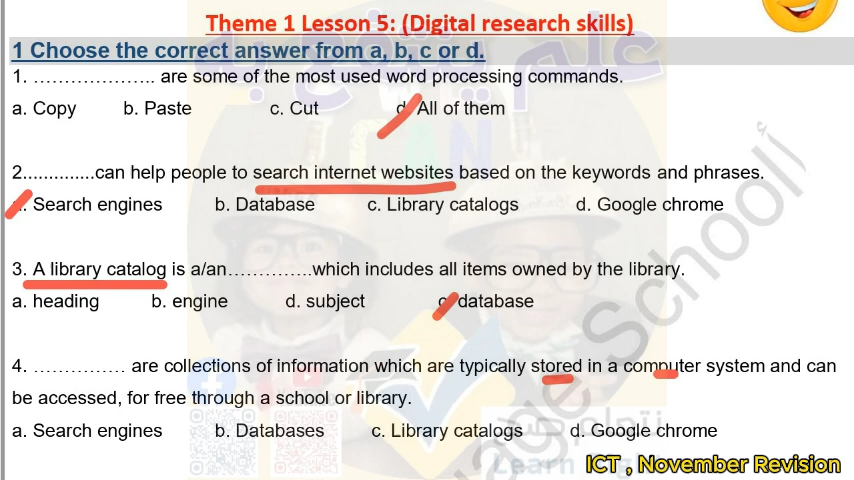 Theme 1 Lesson 5: (Digital research skills)
1 Choose the correct answer from a, b, c or d.
1. ……………….. are some of the most used word processing commands.
a. Copy b. Paste c. Cut d. All of them
2..............can help people to search internet websites based on the keywords and phrases.
Search engines b. Database c. Library catalogs d. Google chrome
3. A library catalog is a/an…………..which includes all items owned by the library.
a. heading b. engine d. subject c. database
4. …………… are collections of information which are typically stored in a computer system and can
be accessed, for free through a school or library.
a. Search engines b. Databases c. Library catalogs d. Google chrome
ICT , November Revision